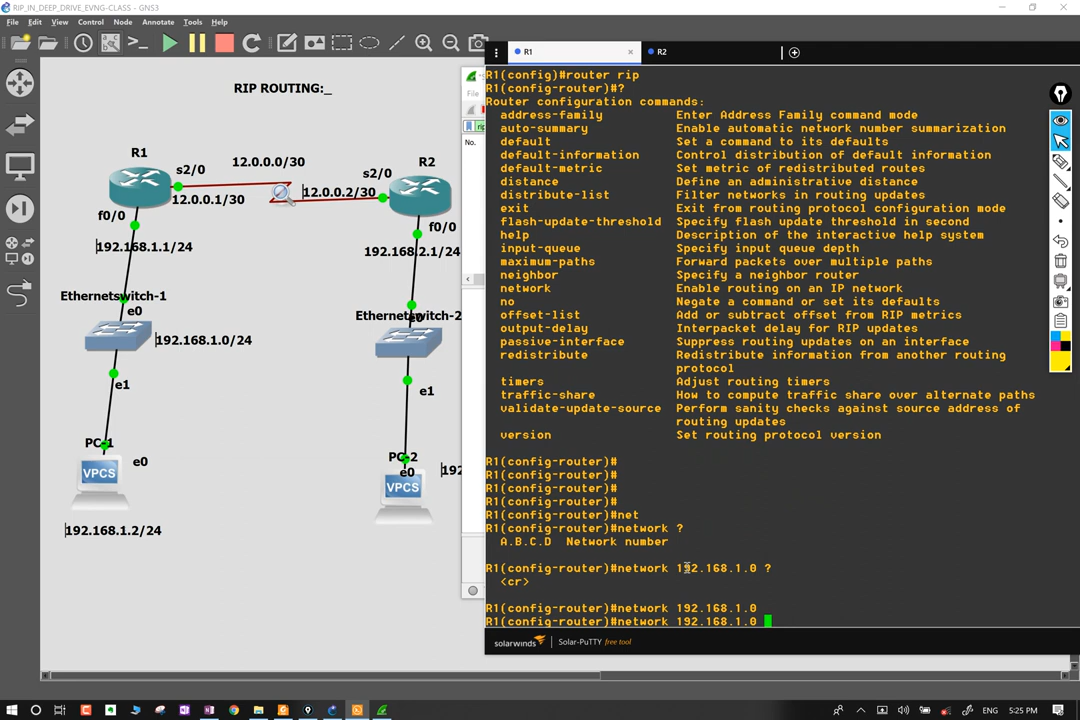 RIP_IN_DEEP_DRIVE_EVNG-CLASS - GNS3
File Edit View Control Node Annotate Tools Help
RIP ROUTING:_
R1
s2/0
12.0.0.0/30
12.0.0.1/30
s2/0
R2
12.0.0.2/30
f0/0
192.168.1.1/24
f0/0
192.168.2.1/24
Ethernetswitch-1
e0
192.168.1.0/24
e1
Ethernetswitch-2
e0
e1
PC-1
e0
VPCS
192.168.1.2/24
PC-2
e0
192
VPCS
File
rip
No.
R1
R2
R1(config)#router rip
R1(config-router)#?
Router configuration commands:
address-family Enter Address Family command mode
auto-summary Enable automatic network number summarization
default Set a command to its defaults
default-information Control distribution of default information
default-metric Set metric of redistributed routes
distance Define an administrative distance
distribute-list Filter networks in routing updates
exit Exit from routing protocol configuration mode
flash-update-threshold Specify flash update threshold in second
help Description of the interactive help system
input-queue Specify input queue depth
maximum-paths Forward packets over multiple paths
neighbor Specify a neighbor router
network Enable routing on an IP network
no Negate a command or set its defaults
offset-list Add or subtract offset from RIP metrics
output-delay Interpacket delay for RIP updates
passive-interface Suppress routing updates on an interface
redistribute Redistribute information from another routing
protocol
timers Adjust routing timers
traffic-share How to compute traffic share over alternate paths
validate-update-source Perform sanity checks against source address of
routing updates
version Set routing protocol version
R1(config-router)#
R1(config-router)#
R1(config-router)#
R1(config-router)#
R1(config-router)#net
R1(config-router)#network ?
A.B.C.D Network number
R1(config-router)#network 192.168.1.0 ?
<cr>
R1(config-router)#network 192.168.1.0
R1(config-router)#network 192.168.1.0
solarwinds Solar-PuTTY free tool
ENG 5:25 PM